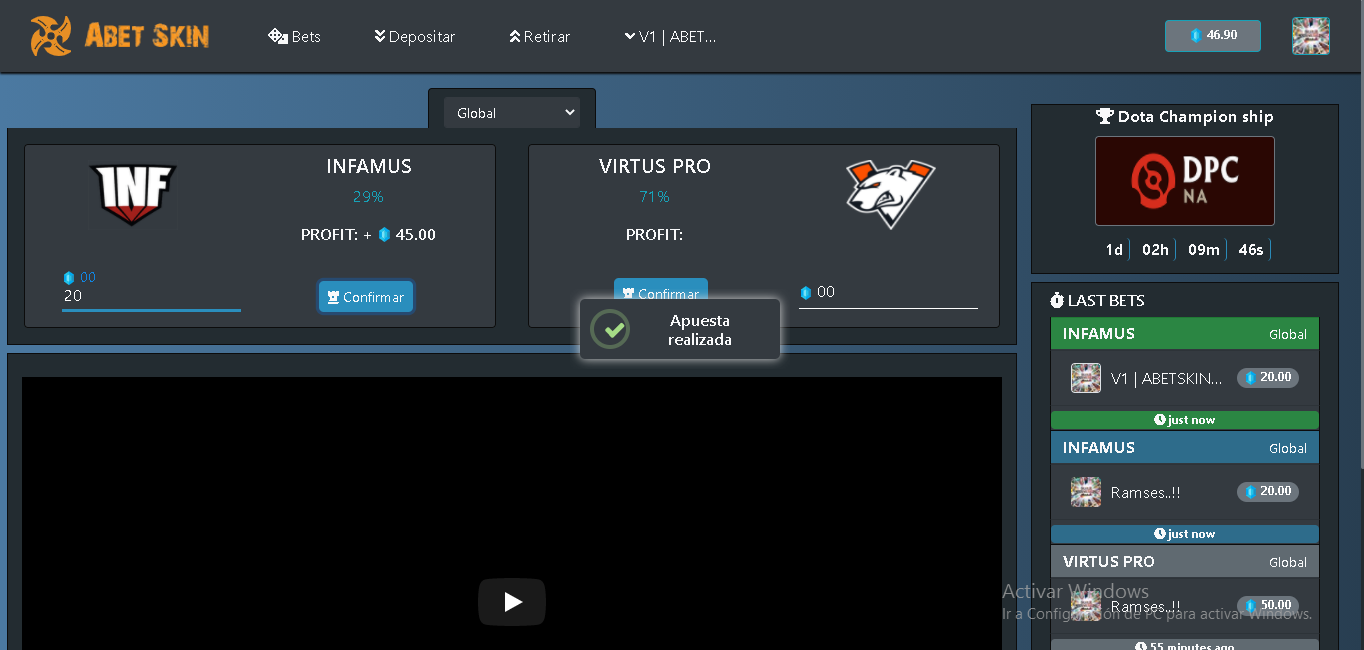 ABET SKIN
Bets
Depositar
Retirar
V1 | ABET...
46.90
Global
INFAMUS
29%
PROFIT: + 45.00
00
20
Confirmar
VIRTUS PRO
71%
PROFIT:
Confirmar
00
INF
Apuesta
realizada
Dota Champion ship
DPC
NA
1d 02h 09m 46s
LAST BETS
INFAMUS Global
V1 | ABETSKIN... 20.00
just now
INFAMUS Global
Ramses..!! 20.00
just now
VIRTUS PRO Global
Ramses..!! 50.00
55 minutes ago
Activar Windows
Ir a Configuración de PC para activar Windows.